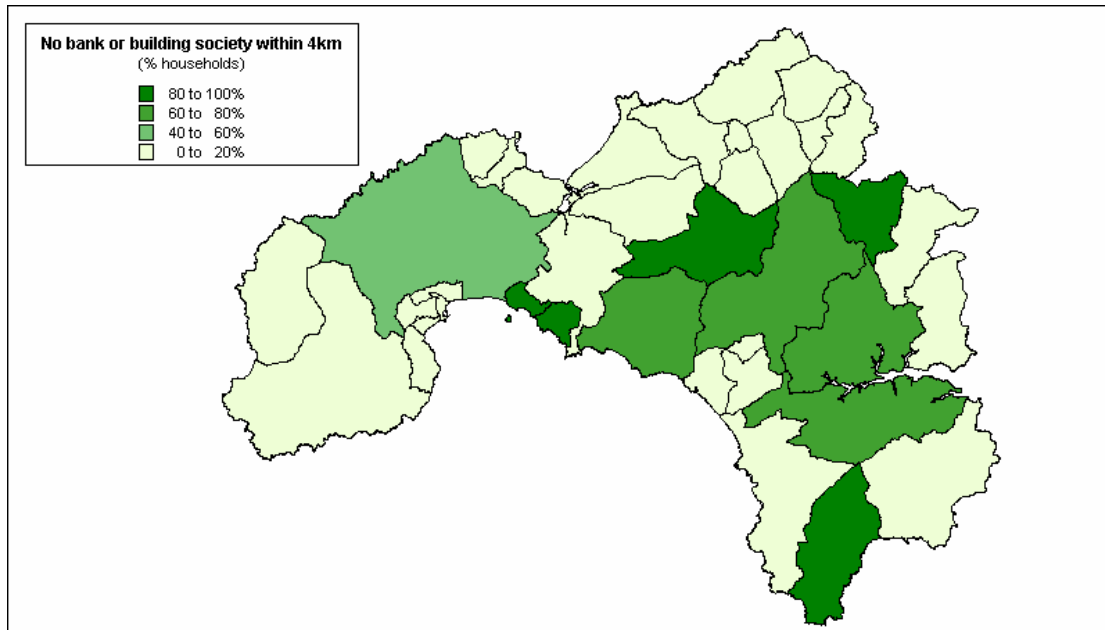 No bank or building society within 4km
(% households)
80 to 100%
60 to 80%
40 to 60%
0 to 20%